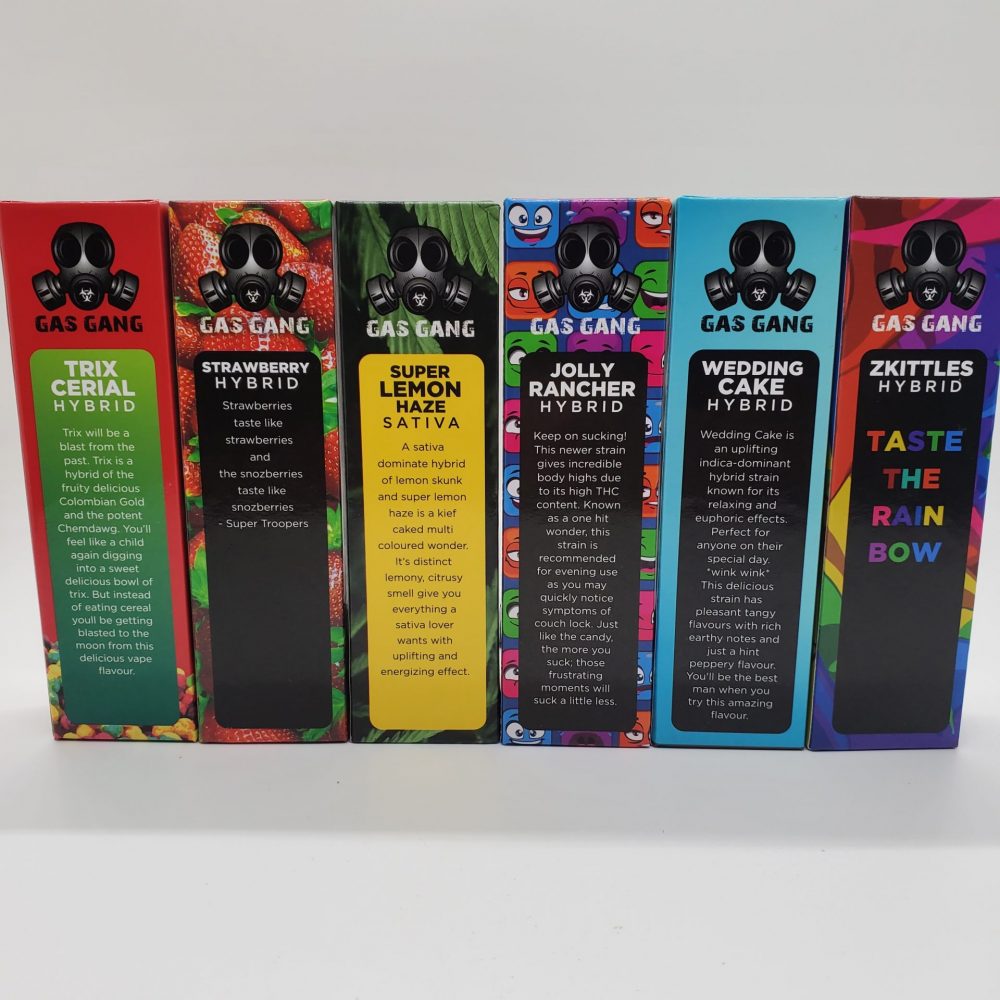 GAS GANG
TRIX
CERIAL
HYBRID
Trix will be a
blast from the
past. Trix is a
hybrid of the
fruity delicious
Colombian Gold
and the potent
Chemdawg. You'll
feel like a child
again digging
into a sweet
delicious bowl of
trix. But instead
of eating cereal
youll be getting
blasted to the
moon from this
delicious vape
flavour.
GAS GANG
STRAWBERRY
HYBRID
Strawberries
taste like
strawberries
and
the snozberries
taste like
snozberries
- Super Troopers
GAS GANG
SUPER
LEMON
HAZE
SATIVA
A sativa
dominate hybrid
of lemon skunk
and super lemon
haze is a kief
caked multi
coloured wonder.
It's distinct
lemony, citrusy
smell give you
everything a
sativa lover
wants with
uplifting and
energizing effect.
GAS GANG
JOLLY
RANCHER
HYBRID
Keep on sucking!
This newer strain
gives incredible
body highs due
to its high THC
content. Known
as a one hit
wonder, this
strain is
recommended
for evening use
as you may
quickly notice
symptoms of
couch lock. Just
like the candy,
the more you
suck; those
frustrating
moments will
suck a little less.
GAS GANG
WEDDING
CAKE
HYBRID
Wedding Cake is
an uplifting
indica-dominant
hybrid strain
known for its
relaxing and
euphoric effects.
Perfect for
anyone on their
special day.
*wink wink*
This delicious
strain has
pleasant tangy
flavours with rich
earthy notes and
just a hint
peppery flavour.
You'll be the best
man when you
try this amazing
flavour.
GAS GANG
ZKITTLES
HYBRID
TASTE
THE
RAIN
BOW